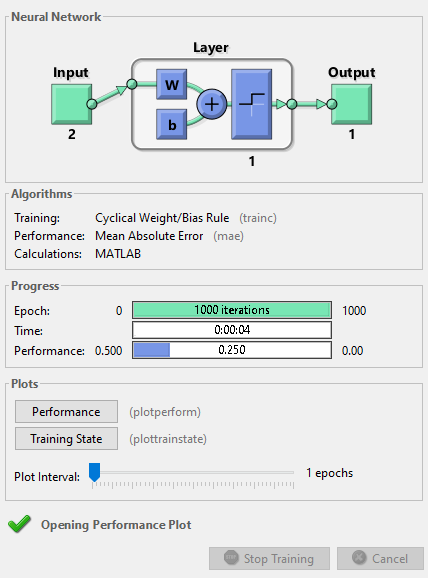 Neural Network
Layer
Input
Output
W
b
+
2
1
1
Algorithms
Training: Cyclical Weight/Bias Rule (trainc)
Performance: Mean Absolute Error (mae)
Calculations: MATLAB
Progress
Epoch: 0 1000 iterations 1000
Time: 0:00:04
Performance: 0.500 0.250 0.00
Plots
Performance (plotperform)
Training State (plottrainstate)
Plot Interval: 1 epochs
Opening Performance Plot
Stop Training Cancel